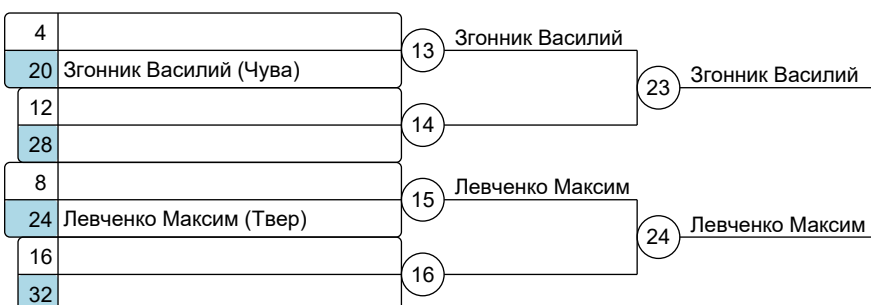 4
13 Згонник Василий
20 Згонник Василий (Чува)
23 Згонник Василий
12
14
28
8
15 Левченко Максим
24 Левченко Максим (Твер)
24 Левченко Максим
16
16
32